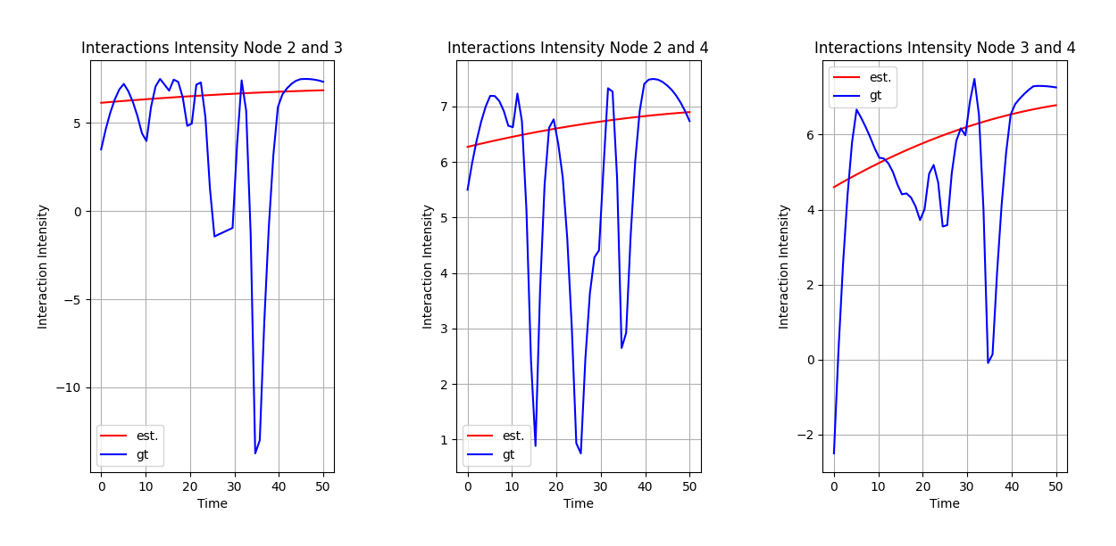 Interactions Intensity Node 2 and 3
Interaction Intensity
5
0
−5
−10
est.
gt
0 10 20 30 40 50
Time
Interactions Intensity Node 2 and 4
Interaction Intensity
7
6
5
4
3
2
1
est.
gt
0 10 20 30 40 50
Time
Interactions Intensity Node 3 and 4
Interaction Intensity
est.
gt
6
4
2
0
−2
0 10 20 30 40 50
Time